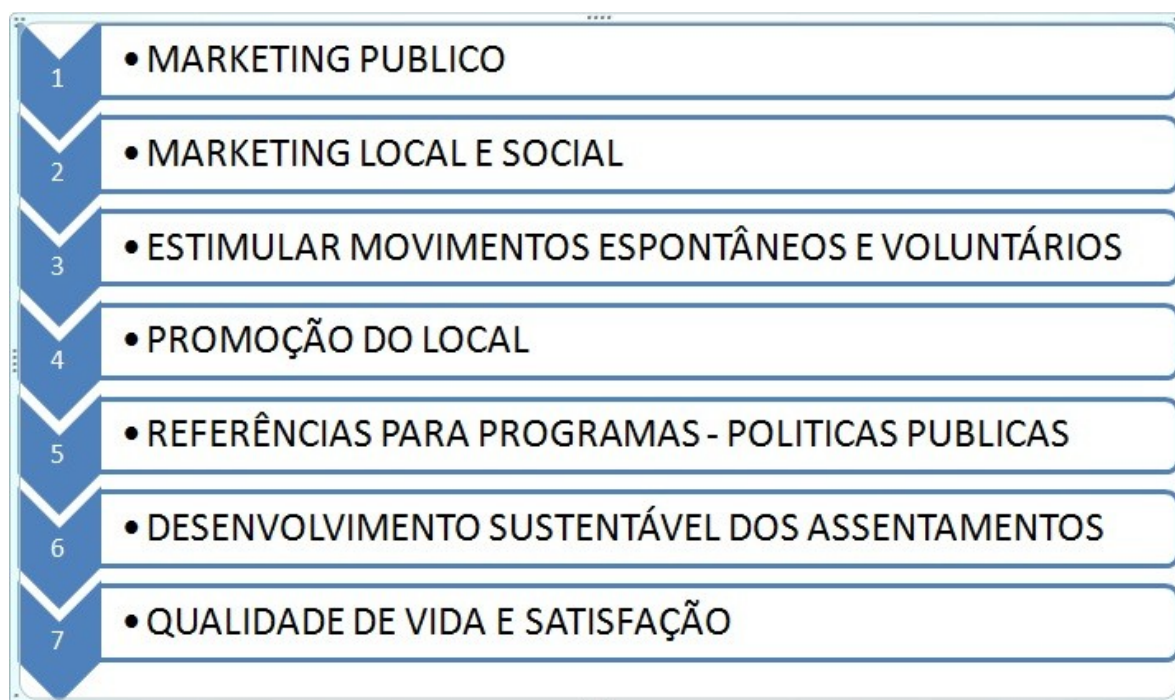 1 • MARKETING PUBLICO
2 • MARKETING LOCAL E SOCIAL
3 • ESTIMULAR MOVIMENTOS ESPONTÂNEOS E VOLUNTÁRIOS
4 • PROMOÇÃO DO LOCAL
5 • REFERÊNCIAS PARA PROGRAMAS - POLITICAS PUBLICAS
6 • DESENVOLVIMENTO SUSTENTÁVEL DOS ASSENTAMENTOS
7 • QUALIDADE DE VIDA E SATISFAÇÃO